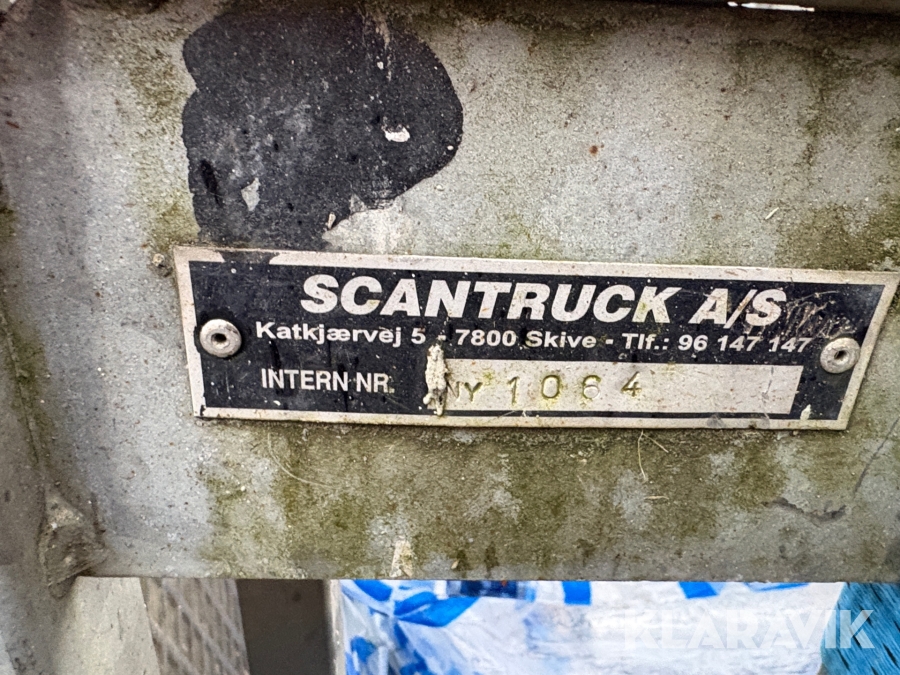 SCANTRUCK A/S
Katkjærvej 5 - 7800 Skive - Tlf.: 96 147 147
INTERN NR. NY 1064
KLARAVIK